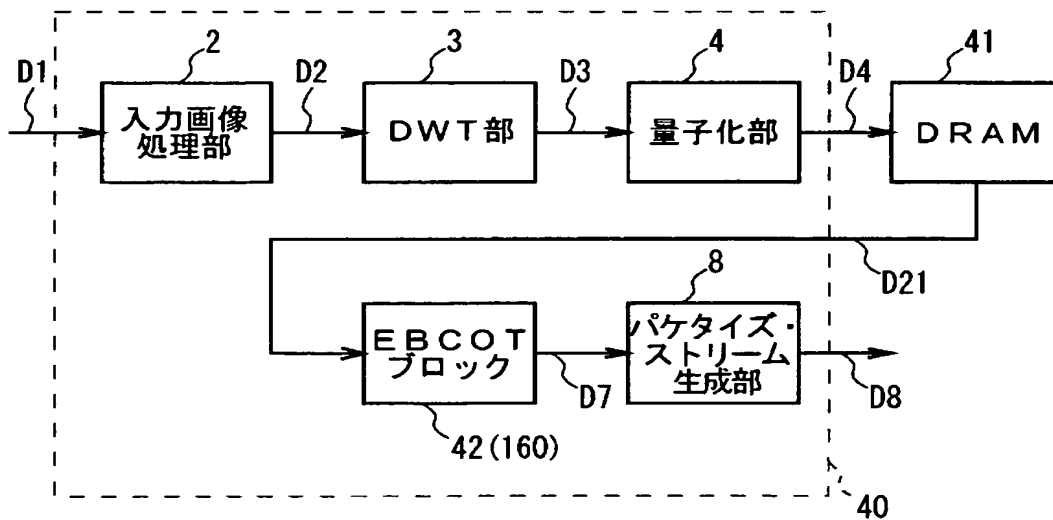 2
3
4
41
D1
D2
D3
D4
入力画像
処理部
DWT部
量子化部
DRAM
D21
8
EBCOT
ブロック
パケタイズ・
ストリーム
生成部
D7
D8
42(160)
40